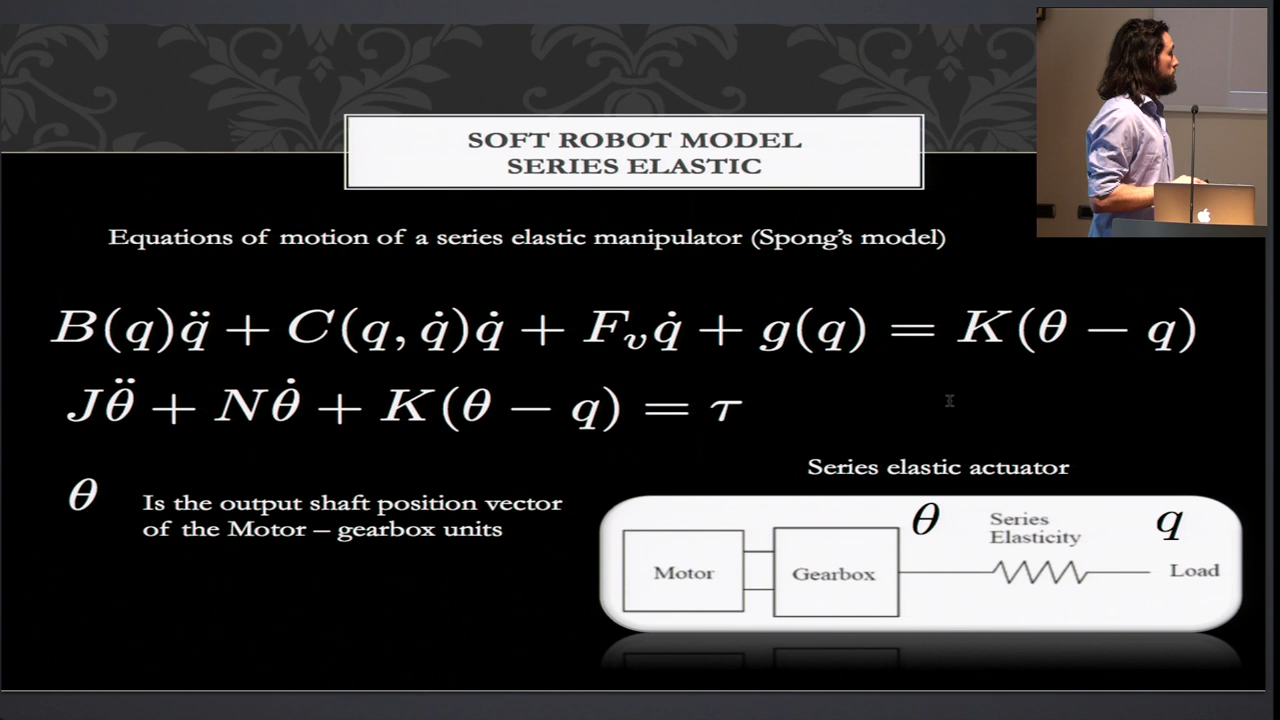 SOFT ROBOT MODEL
SERIES ELASTIC
Equations of motion of a series elastic manipulator (Spong's model)
B(q)q̈ + C(q, q̇)q̇ + Fᵥq̇ + g(q) = K(θ − q)
Jθ̈ + Nθ̇ + K(θ − q) = τ
θ Is the output shaft position vector
of the Motor – gearbox units
Series elastic actuator
θ
Series
Elasticity
q
Motor
Gearbox
Load